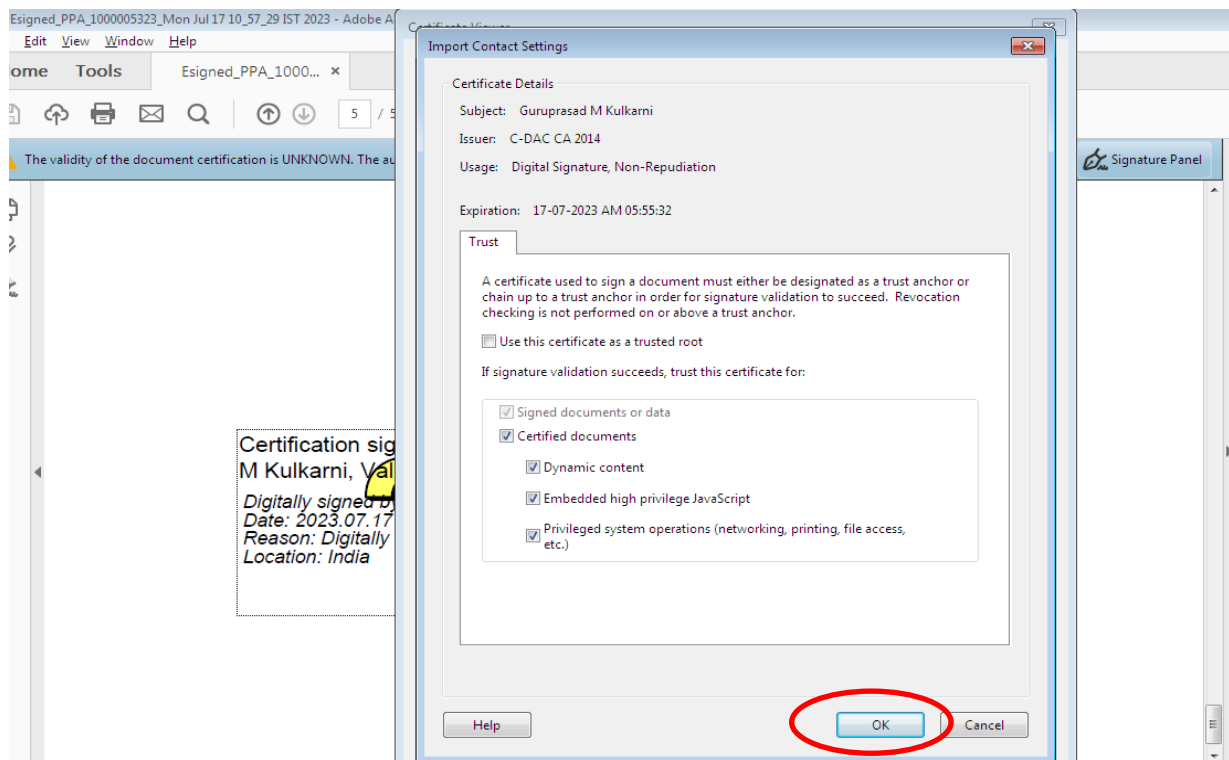 Esigned_PPA_1000005323_Mon Jul 17 10_57_29 IST 2023 - Adobe A
Edit View Window Help
ome Tools Esigned_PPA_1000... ×
5 / 5
The validity of the document certification is UNKNOWN. The au
Signature Panel
Certification sig
M Kulkarni, Val
Digitally signed by
Date: 2023.07.17
Reason: Digitally
Location: India
Certificate Viewer
Import Contact Settings
Certificate Details
Subject: Guruprasad M Kulkarni
Issuer: C-DAC CA 2014
Usage: Digital Signature, Non-Repudiation
Expiration: 17-07-2023 AM 05:55:32
Trust
A certificate used to sign a document must either be designated as a trust anchor or
chain up to a trust anchor in order for signature validation to succeed. Revocation
checking is not performed on or above a trust anchor.
Use this certificate as a trusted root
If signature validation succeeds, trust this certificate for:
Signed documents or data
Certified documents
Dynamic content
Embedded high privilege JavaScript
Privileged system operations (networking, printing, file access,
etc.)
Help OK Cancel